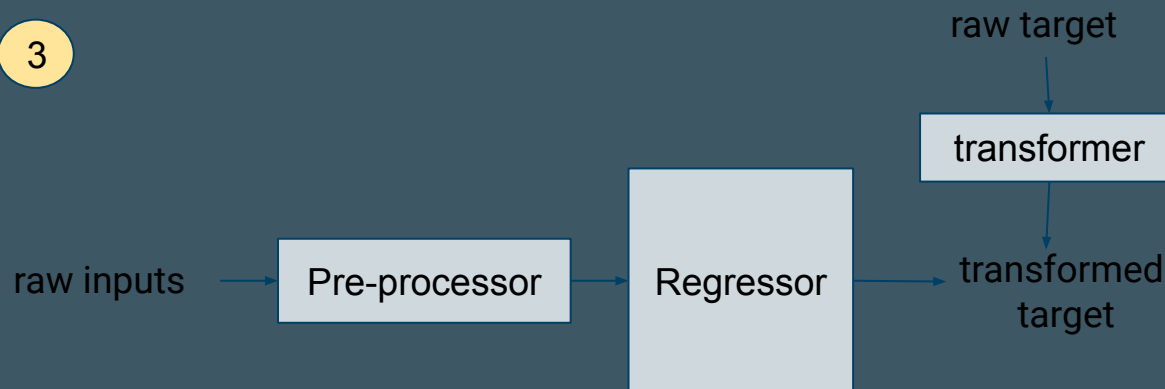 3
raw target
transformer
raw inputs
Pre-processor
Regressor
transformed
target